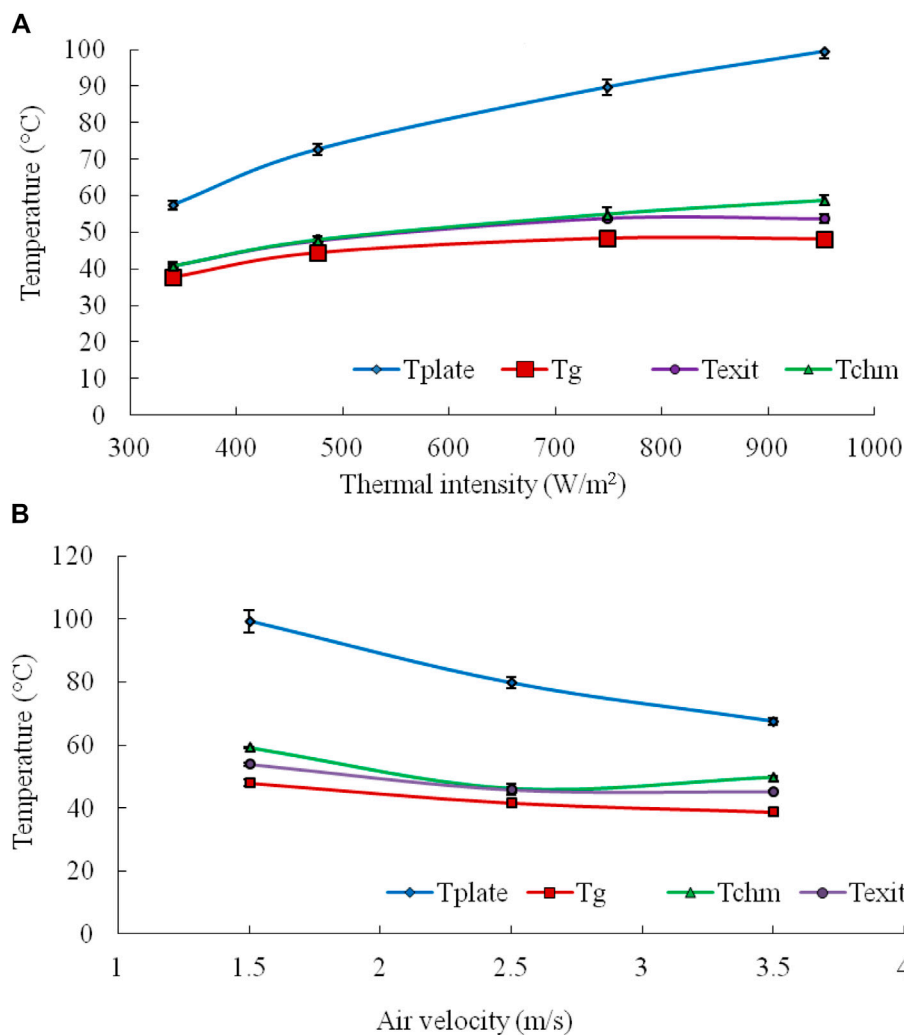 A
100
90
80
70
60
50
40
30
20
10
0
Temperature (°C)
Tplate Tg Texit Tchm
300 400 500 600 700 800 900 1000
Thermal intensity (W/m²)
B
120
100
80
60
40
20
0
Temperature (°C)
Tplate Tg Tchm Texit
1 1.5 2 2.5 3 3.5 4
Air velocity (m/s)